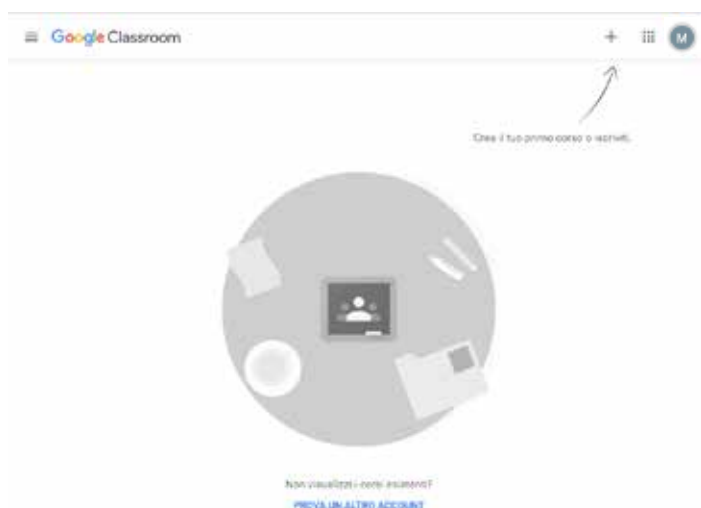 Google Classroom
M
Crea il tuo primo corso o iscriviti.
Non visualizzi i corsi esistenti?
PROVA UN ALTRO ACCOUNT